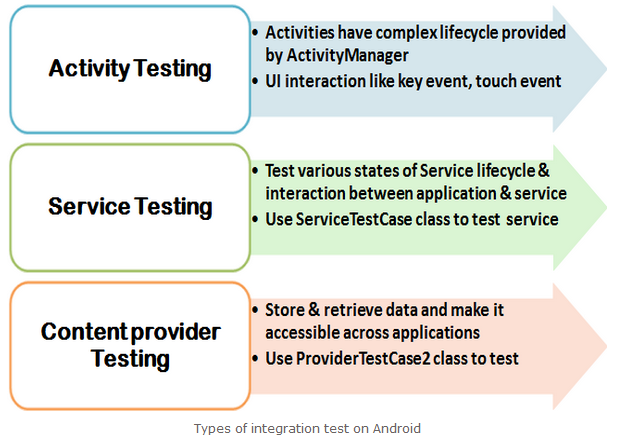 Activity Testing
• Activities have complex lifecycle provided
by ActivityManager
• UI interaction like key event, touch event
Service Testing
• Test various states of Service lifecycle &
interaction between application & service
• Use ServiceTestCase class to test service
Content provider
Testing
• Store & retrieve data and make it
accessible across applications
• Use ProviderTestCase2 class to test
Types of integration test on Android